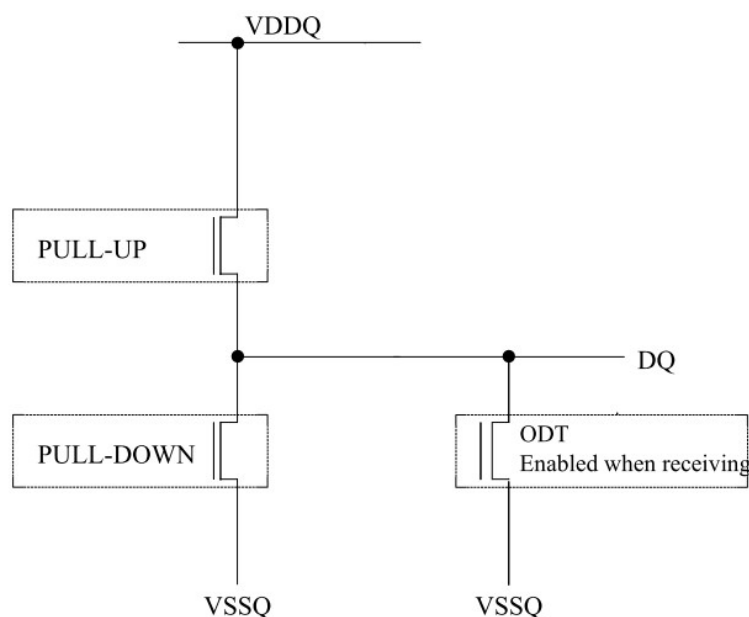 VDDQ
PULL-UP
DQ
PULL-DOWN
ODT
Enabled when receiving
VSSQ
VSSQ